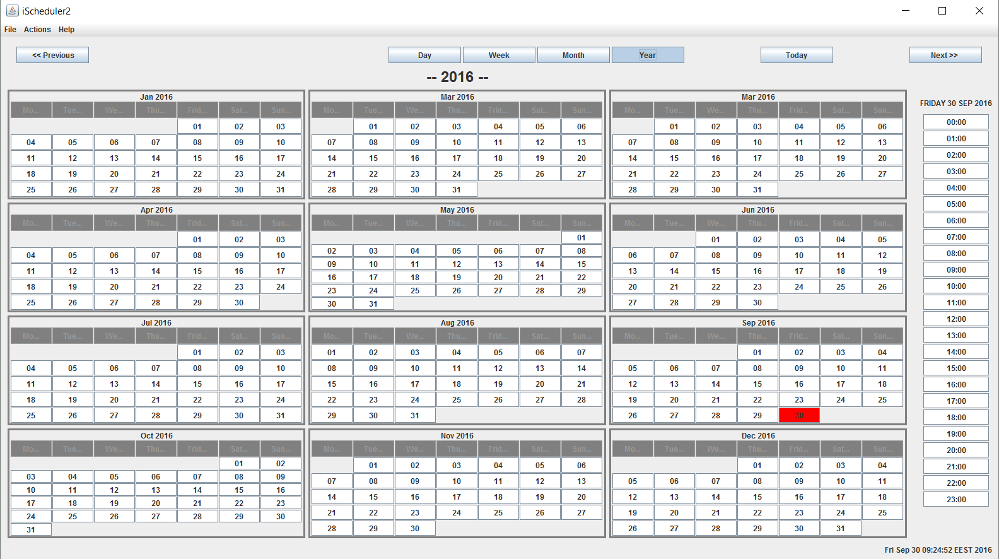 iScheduler2
File Actions Help
<< Previous Day Week Month Year Today Next >>
-- 2016 --
Jan 2016
Mo... Tue... We... Thu... Frid... Sat... Sun...
01 02 03
04 05 06 07 08 09 10
11 12 13 14 15 16 17
18 19 20 21 22 23 24
25 26 27 28 29 30 31
Mar 2016
Mo... Tue... We... Thu... Frid... Sat... Sun...
01 02 03 04 05 06
07 08 09 10 11 12 13
14 15 16 17 18 19 20
21 22 23 24 25 26 27
28 29 30 31
Mar 2016
Mo... Tue... We... Thu... Frid... Sat... Sun...
01 02 03 04 05 06
07 08 09 10 11 12 13
14 15 16 17 18 19 20
21 22 23 24 25 26 27
28 29 30 31
Apr 2016
Mo... Tue... We... Thu... Frid... Sat... Sun...
01 02 03
04 05 06 07 08 09 10
11 12 13 14 15 16 17
18 19 20 21 22 23 24
25 26 27 28 29 30
May 2016
Mo... Tue... We... Thu... Frid... Sat... Sun...
01
02 03 04 05 06 07 08
09 10 11 12 13 14 15
16 17 18 19 20 21 22
23 24 25 26 27 28 29
30 31
Jun 2016
Mo... Tue... We... Thu... Frid... Sat... Sun...
01 02 03 04 05
06 07 08 09 10 11 12
13 14 15 16 17 18 19
20 21 22 23 24 25 26
27 28 29 30
Jul 2016
Mo... Tue... We... Thu... Frid... Sat... Sun...
01 02 03
04 05 06 07 08 09 10
11 12 13 14 15 16 17
18 19 20 21 22 23 24
25 26 27 28 29 30 31
Aug 2016
Mo... Tue... We... Thu... Frid... Sat... Sun...
01 02 03 04 05 06 07
08 09 10 11 12 13 14
15 16 17 18 19 20 21
22 23 24 25 26 27 28
29 30 31
Sep 2016
Mo... Tue... We... Thu... Frid... Sat... Sun...
01 02 03 04
05 06 07 08 09 10 11
12 13 14 15 16 17 18
19 20 21 22 23 24 25
26 27 28 29 30
Oct 2016
Mo... Tue... We... Thu... Frid... Sat... Sun...
01 02
03 04 05 06 07 08 09
10 11 12 13 14 15 16
17 18 19 20 21 22 23
24 25 26 27 28 29 30
31
Nov 2016
Mo... Tue... We... Thu... Frid... Sat... Sun...
01 02 03 04 05 06
07 08 09 10 11 12 13
14 15 16 17 18 19 20
21 22 23 24 25 26 27
28 29 30
Dec 2016
Mo... Tue... We... Thu... Frid... Sat... Sun...
01 02 03 04
05 06 07 08 09 10 11
12 13 14 15 16 17 18
19 20 21 22 23 24 25
26 27 28 29 30 31
FRIDAY 30 SEP 2016
00:00
01:00
02:00
03:00
04:00
05:00
06:00
07:00
08:00
09:00
10:00
11:00
12:00
13:00
14:00
15:00
16:00
17:00
18:00
19:00
20:00
21:00
22:00
23:00
Fri Sep 30 09:24:52 EEST 2016